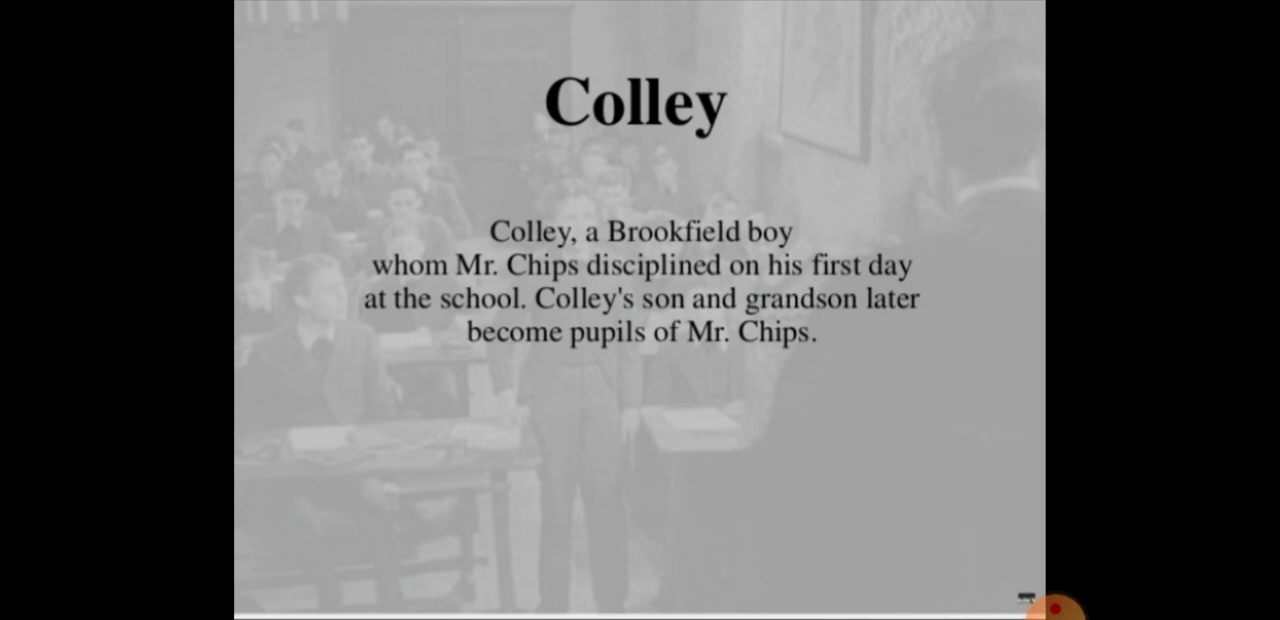 Colley
Colley, a Brookfield boy
whom Mr. Chips disciplined on his first day
at the school. Colley's son and grandson later
become pupils of Mr. Chips.